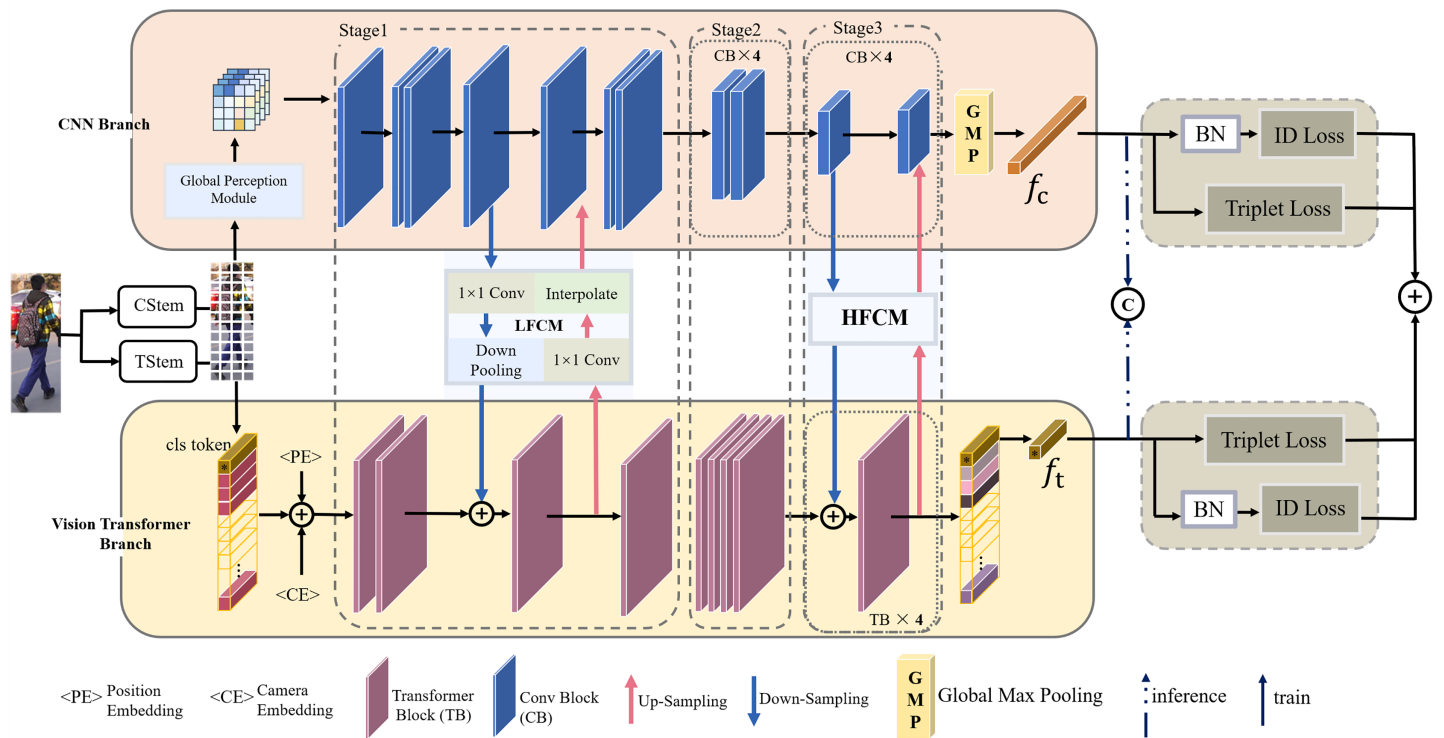 Stage1
Stage2
Stage3
CB×4
CB×4
CNN Branch
Global Perception
Module
G
M
P
f_c
BN
ID Loss
Triplet Loss
CStem
TStem
1×1 Conv
Interpolate
LFCM
Down
Pooling
1×1 Conv
HFCM
C
cls token
*
<PE>
<CE>
Vision Transformer
Branch
TB × 4
*
*
f_t
Triplet Loss
BN
ID Loss
<PE> Position
Embedding
<CE> Camera
Embedding
Transformer
Block (TB)
Conv Block
(CB)
Up-Sampling
Down-Sampling
G
M
P
Global Max Pooling
inference
train